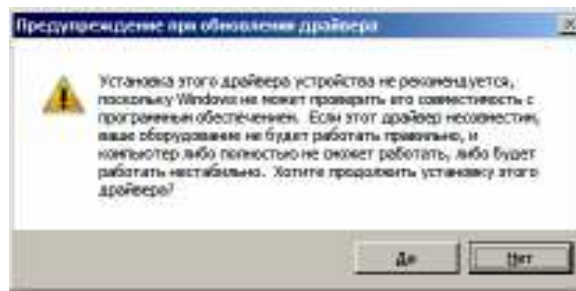 Предупреждение при обновлении драйвера
Установка этого драйвера устройства не рекомендуется,
поскольку Windows не может проверить его совместимость с
программным обеспечением. Если этот драйвер несовместим,
ваше оборудование не будет работать правильно, и
компьютер либо полностью не сможет работать, либо будет
работать нестабильно. Хотите продолжить установку этого
драйвера?
Да
Нет